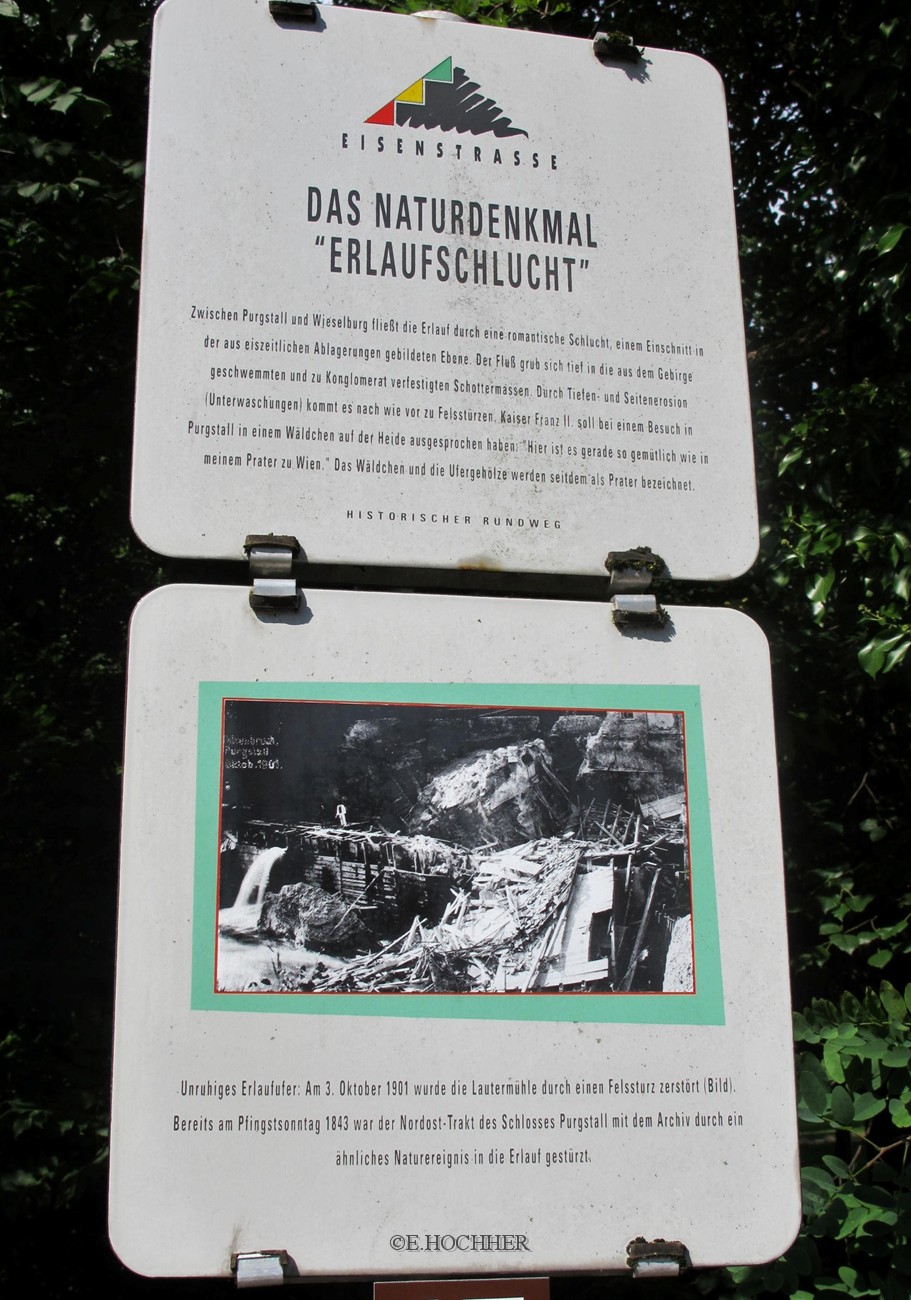 EISENSTRASSE
DAS NATURDENKMAL
"ERLAUFSCHLUCHT"
Zwischen Purgstall und Wieselburg fließt die Erlauf durch eine romantische Schlucht, einem Einschnitt in
der aus eiszeitlichen Ablagerungen gebildeten Ebene. Der Fluß grub sich tief in die aus dem Gebirge
geschwemmten und zu Konglomerat verfestigten Schottermassen. Durch Tiefen- und Seitenerosion
(Unterwaschungen) kommt es nach wie vor zu Felsstürzen. Kaiser Franz II. soll bei einem Besuch in
Purgstall in einem Wäldchen auf der Heide ausgesprochen haben: "Hier ist es gerade so gemütlich wie in
meinem Prater zu Wien." Das Wäldchen und die Ufergehölze werden seitdem als Prater bezeichnet.
HISTORISCHER RUNDWEG
Purgstall
Oktob. 1901.
Unruhiges Erlaufufer: Am 3. Oktober 1901 wurde die Lautermühle durch einen Felssturz zerstört (Bild).
Bereits am Pfingstsonntag 1843 war der Nordost-Trakt des Schlosses Purgstall mit dem Archiv durch ein
ähnliches Naturereignis in die Erlauf gestürzt.
©E.HOCHHER